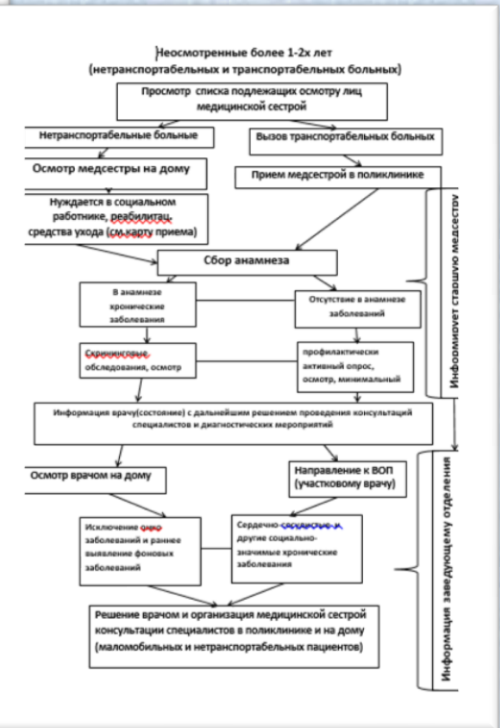 Неосмотренные более 1-2х лет
(нетранспортабельных и транспортабельных больных)
Просмотр списка подлежащих осмотру лиц
медицинской сестрой
Нетранспортабельные больные
Вызов транспортабельных больных
Осмотр медсестры на дому
Прием медсестрой в поликлинике
Нуждается в социальном
работнике, реабилитац.
средства ухода (см.карту приема)
Информирует старшую медсестру
Сбор анамнеза
В анамнезе
хронические
заболевания
Отсутствие в анамнезе
заболеваний
Скрининговые.
обследования, осмотр
профилактически
активный опрос,
осмотр, минимальный
Информация врачу(состояние) с дальнейшим решением проведения консультаций
специалистов и диагностических мероприятий
Осмотр врачом на дому
Направление к ВОП
(участковому врачу)
Информация заведующему отделения
Исключение онко
заболеваний и раннее
выявление фоновых
заболеваний
Сердечно-сосудистые и
другие социально-
значимые хронические
заболевания
Решение врачом и организация медицинской сестрой
консультации специалистов в поликлинике и на дому
(маломобильных и нетранспортабельных пациентов)